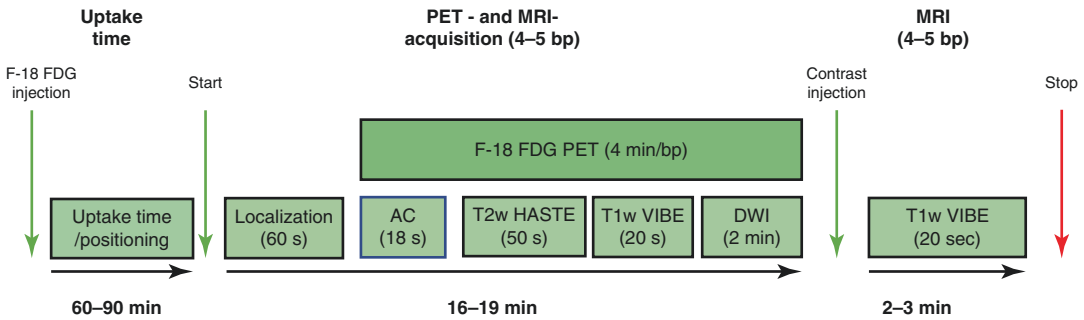 Uptake
time
PET - and MRI-
acquisition (4–5 bp)
MRI
(4–5 bp)
F-18 FDG
injection
Start
Contrast
injection
Stop
F-18 FDG PET (4 min/bp)
Uptake time
/positioning
Localization
(60 s)
AC
(18 s)
T2w HASTE
(50 s)
T1w VIBE
(20 s)
DWI
(2 min)
T1w VIBE
(20 sec)
60–90 min
16–19 min
2–3 min